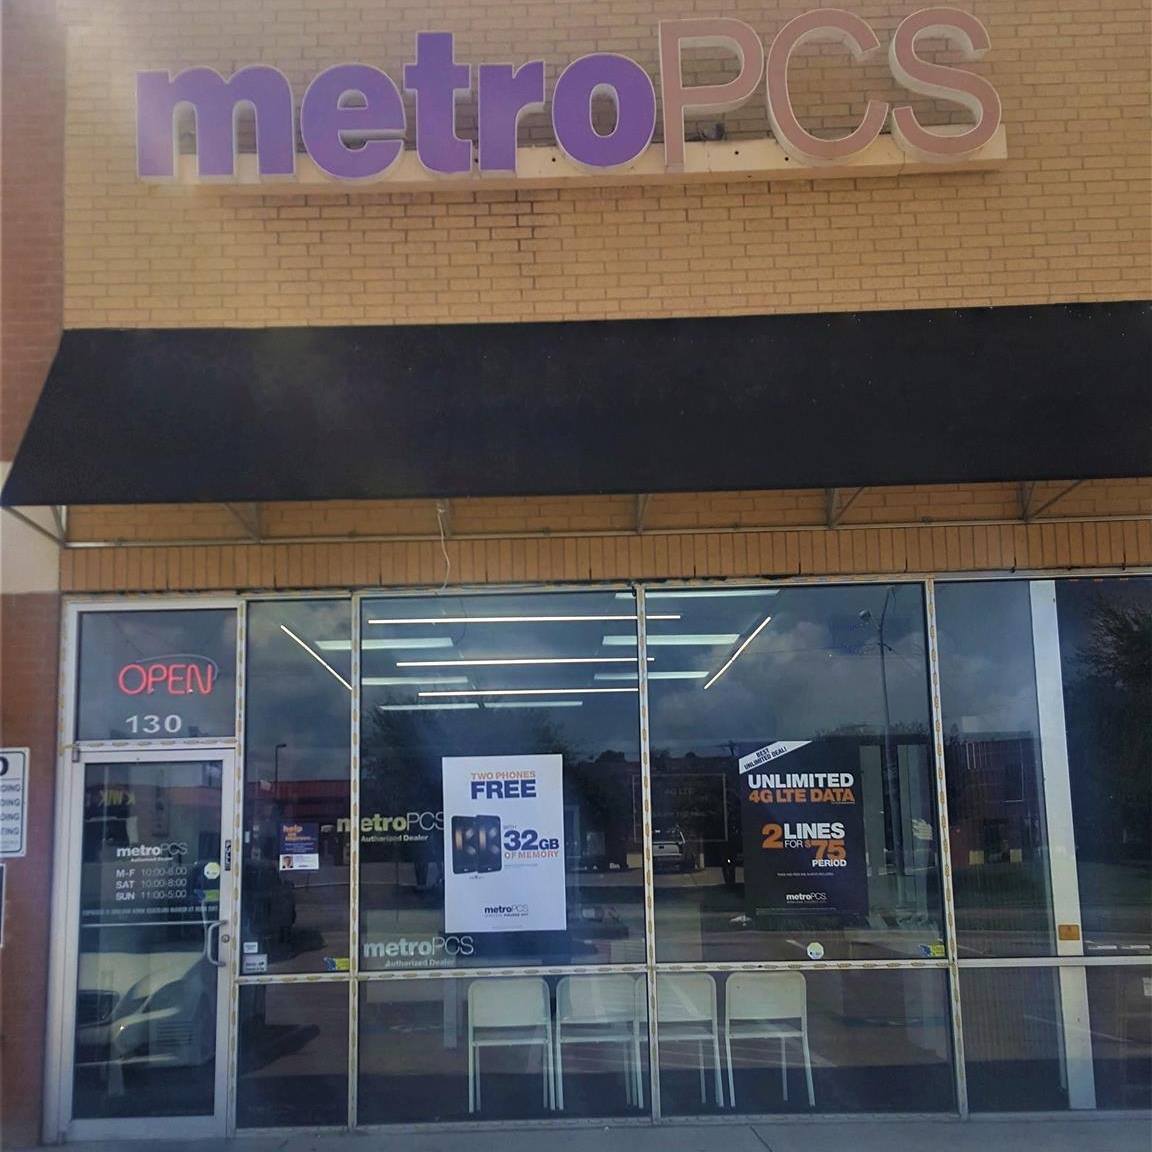 metroPCS
OPEN
130
metroPCS
Authorized Dealer
M-F 10:00-8:00
SAT 10:00-8:00
SUN 11:00-5:00
help
metroPCS
Authorized Dealer
metroPCS
Authorized Dealer
TWO PHONES
FREE
WITH
32GB
OF MEMORY
metroPCS
BEST
UNLIMITED DEAL!
UNLIMITED
4G LTE DATA
2 LINES
FOR $75
PERIOD
metroPCS